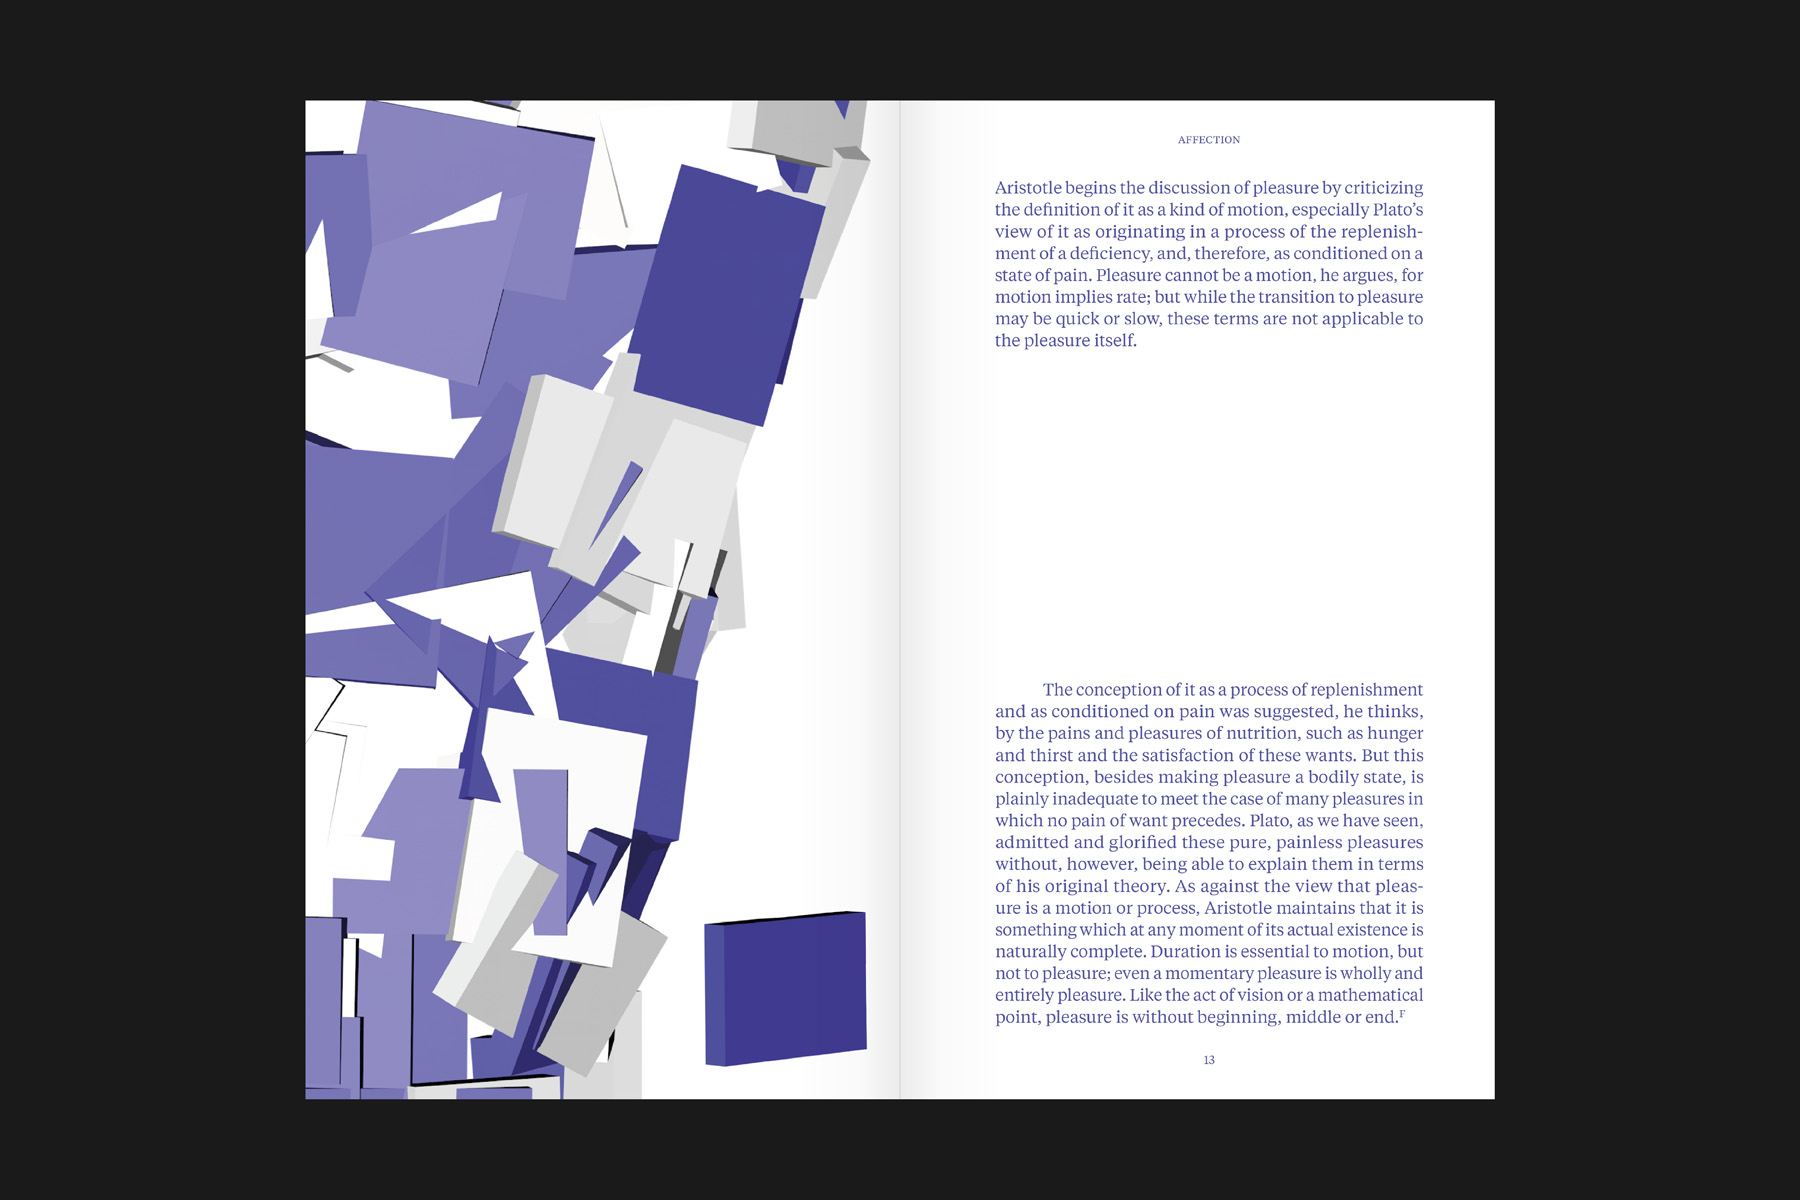 AFFECTION
Aristotle begins the discussion of pleasure by criticizing
the definition of it as a kind of motion, especially Plato’s
view of it as originating in a process of the replenish-
ment of a deficiency, and, therefore, as conditioned on a
state of pain. Pleasure cannot be a motion, he argues, for
motion implies rate; but while the transition to pleasure
may be quick or slow, these terms are not applicable to
the pleasure itself.
The conception of it as a process of replenishment
and as conditioned on pain was suggested, he thinks,
by the pains and pleasures of nutrition, such as hunger
and thirst and the satisfaction of these wants. But this
conception, besides making pleasure a bodily state, is
plainly inadequate to meet the case of many pleasures in
which no pain of want precedes. Plato, as we have seen,
admitted and glorified these pure, painless pleasures
without, however, being able to explain them in terms
of his original theory. As against the view that pleas-
ure is a motion or process, Aristotle maintains that it is
something which at any moment of its actual existence is
naturally complete. Duration is essential to motion, but
not to pleasure; even a momentary pleasure is wholly and
entirely pleasure. Like the act of vision or a mathematical
point, pleasure is without beginning, middle or end.F
13